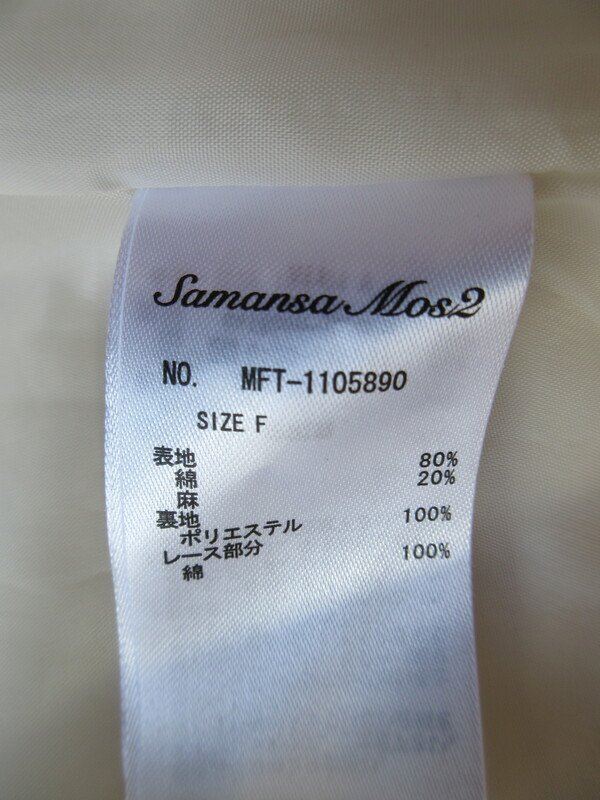 Samansa Mos2
NO. MFT-1105890
SIZE F
表地
綿 80%
麻 20%
裏地
ポリエステル 100%
レース部分
綿 100%